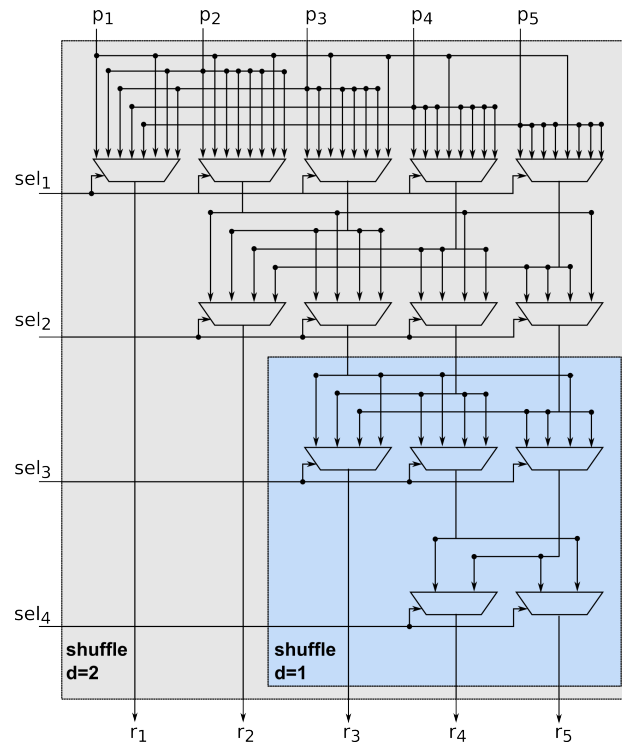 p1 p2 p3 p4 p5
sel1
sel2
sel3
sel4
shuffle
d=2
shuffle
d=1
r1 r2 r3 r4 r5